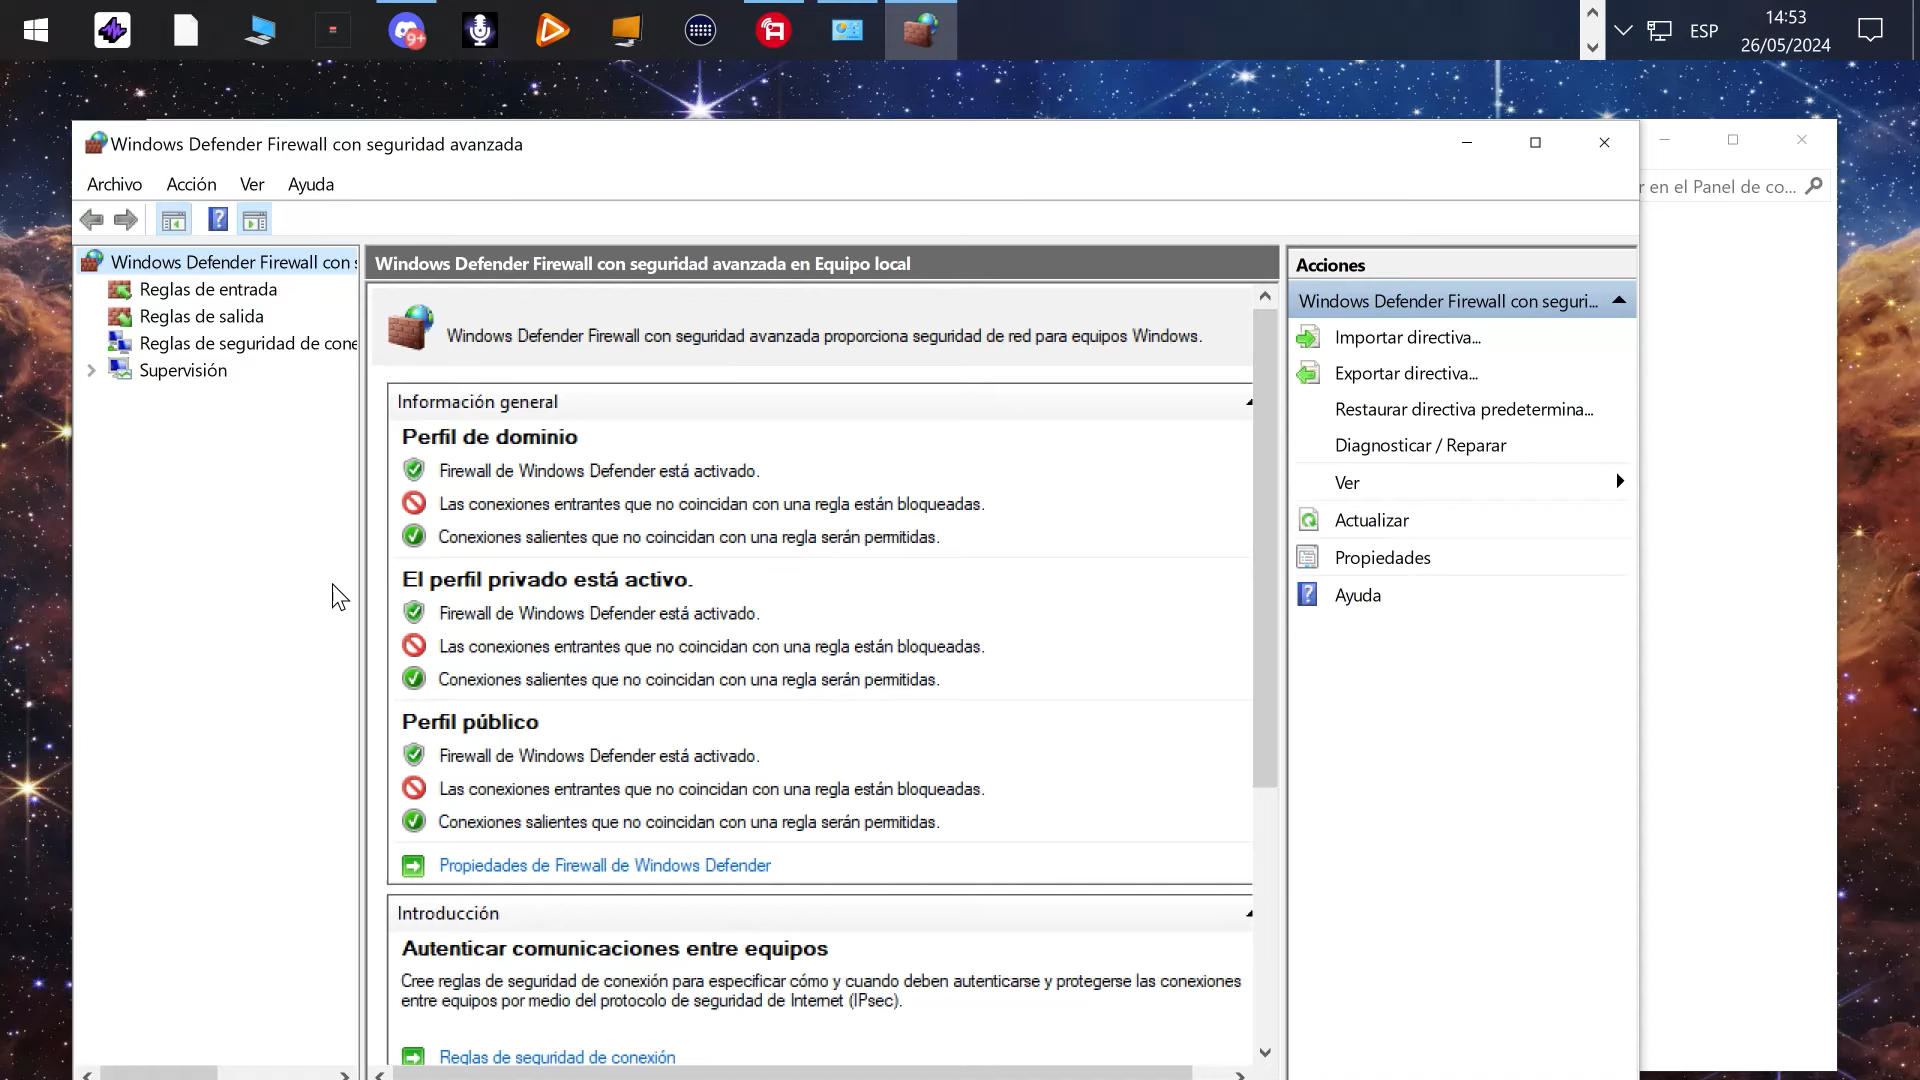 9+
ESP
14:53
26/05/2024
Windows Defender Firewall con seguridad avanzada
r en el Panel de co...
Archivo Acción Ver Ayuda
Windows Defender Firewall con s
Reglas de entrada
Reglas de salida
Reglas de seguridad de cone
Supervisión
Windows Defender Firewall con seguridad avanzada en Equipo local
Windows Defender Firewall con seguridad avanzada proporciona seguridad de red para equipos Windows.
Información general
Perfil de dominio
Firewall de Windows Defender está activado.
Las conexiones entrantes que no coincidan con una regla están bloqueadas.
Conexiones salientes que no coincidan con una regla serán permitidas.
El perfil privado está activo.
Firewall de Windows Defender está activado.
Las conexiones entrantes que no coincidan con una regla están bloqueadas.
Conexiones salientes que no coincidan con una regla serán permitidas.
Perfil público
Firewall de Windows Defender está activado.
Las conexiones entrantes que no coincidan con una regla están bloqueadas.
Conexiones salientes que no coincidan con una regla serán permitidas.
Propiedades de Firewall de Windows Defender
Introducción
Autenticar comunicaciones entre equipos
Cree reglas de seguridad de conexión para especificar cómo y cuando deben autenticarse y protegerse las conexiones
entre equipos por medio del protocolo de seguridad de Internet (IPsec).
Reglas de seguridad de conexión
Acciones
Windows Defender Firewall con seguri...
Importar directiva...
Exportar directiva...
Restaurar directiva predetermina...
Diagnosticar / Reparar
Ver
Actualizar
Propiedades
Ayuda